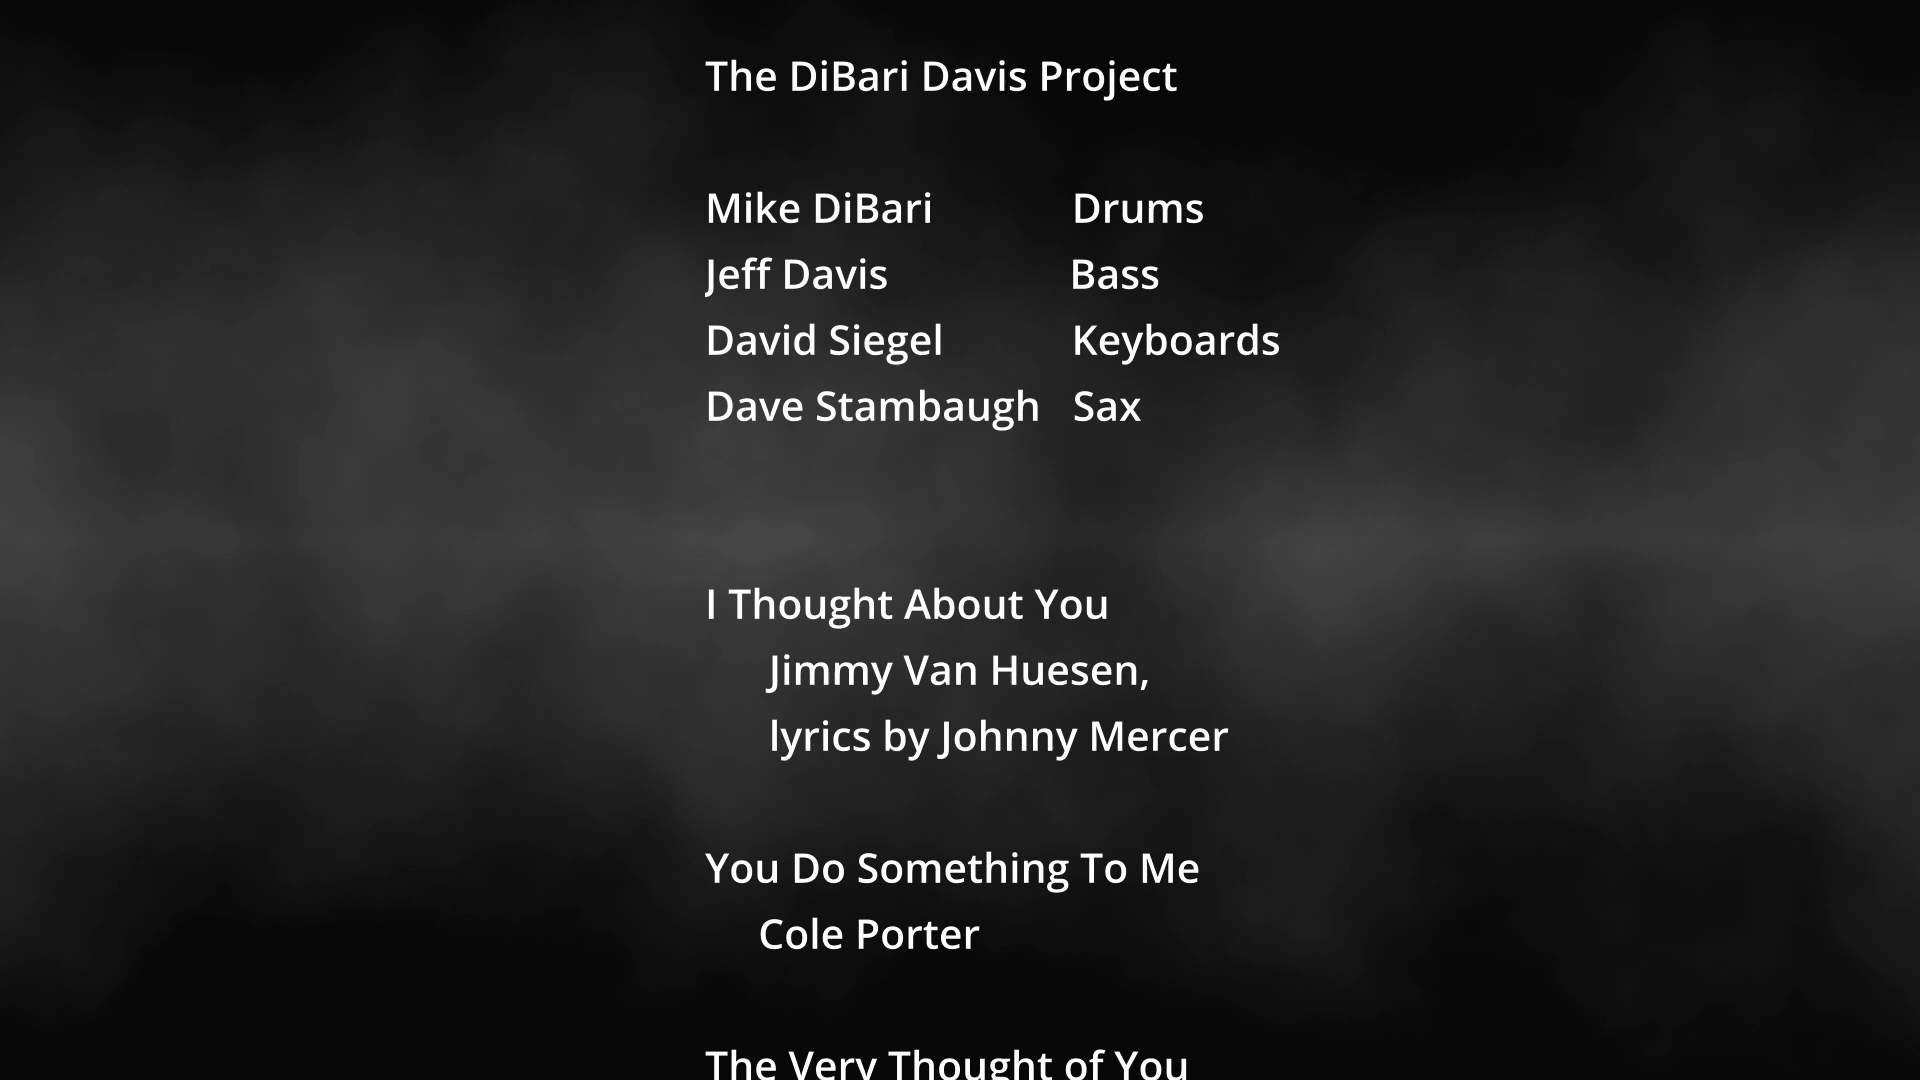 The DiBari Davis Project
Mike DiBari Drums
Jeff Davis Bass
David Siegel Keyboards
Dave Stambaugh Sax
I Thought About You
Jimmy Van Huesen,
lyrics by Johnny Mercer
You Do Something To Me
Cole Porter
The Very Thought of You